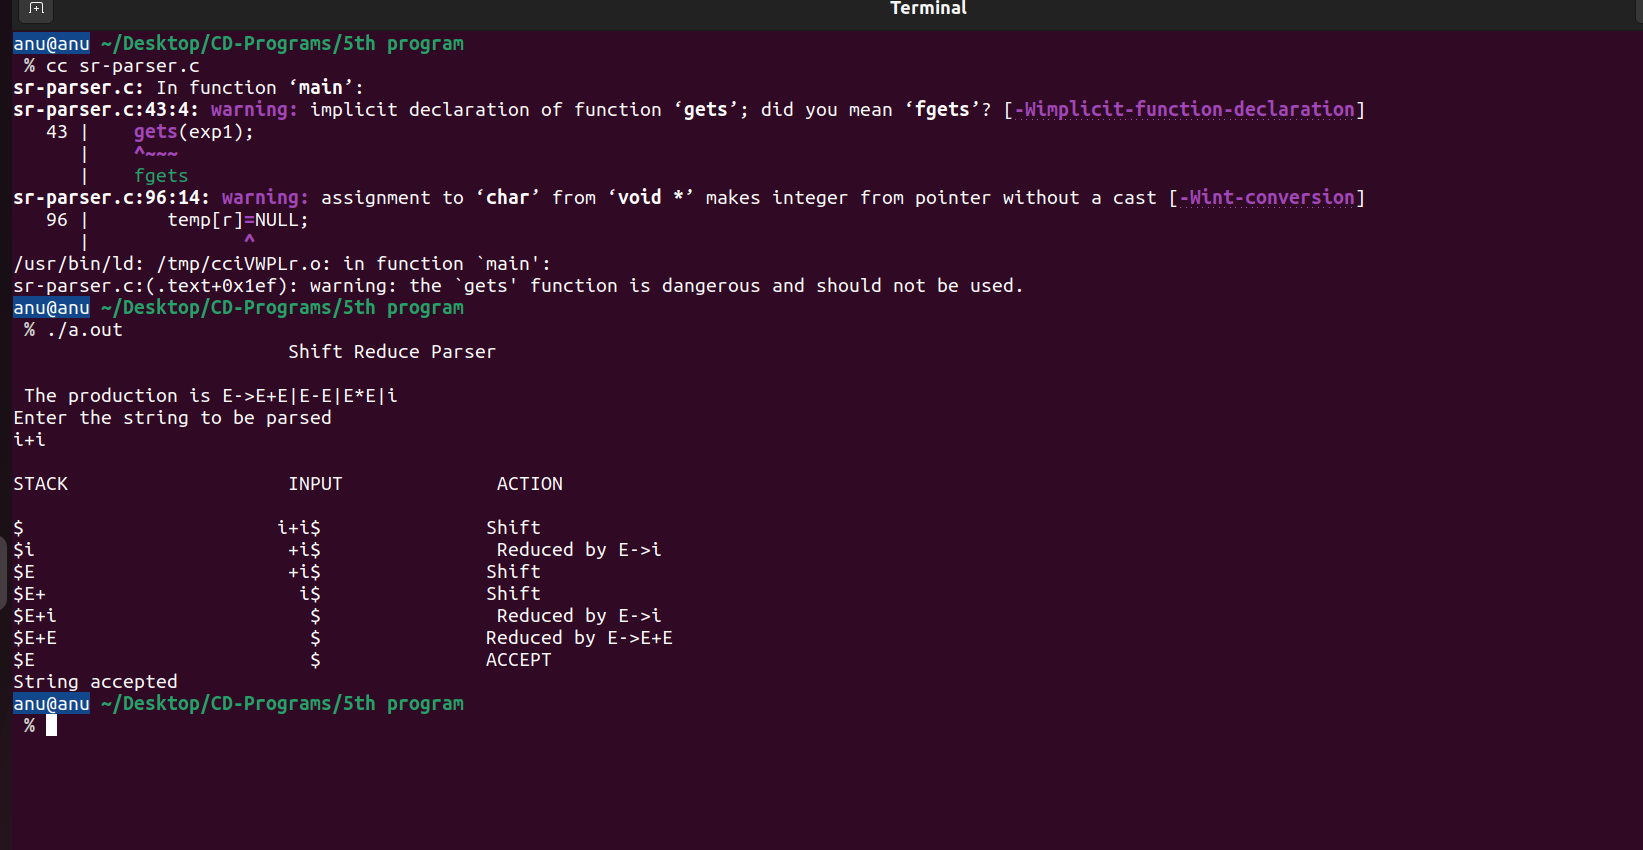 Terminal
anu@anu ~/Desktop/CD-Programs/5th program
% cc sr-parser.c
sr-parser.c: In function ‘main’:
sr-parser.c:43:4: warning: implicit declaration of function ‘gets’; did you mean ‘fgets’? [-Wimplicit-function-declaration]
   43 |    gets(exp1);
      |    ^~~~
      |    fgets
sr-parser.c:96:14: warning: assignment to ‘char’ from ‘void *’ makes integer from pointer without a cast [-Wint-conversion]
   96 |       temp[r]=NULL;
      |              ^
/usr/bin/ld: /tmp/cciVWPLr.o: in function `main':
sr-parser.c:(.text+0x1ef): warning: the `gets' function is dangerous and should not be used.
anu@anu ~/Desktop/CD-Programs/5th program
% ./a.out
Shift Reduce Parser
The production is E->E+E|E-E|E*E|i
Enter the string to be parsed
i+i
STACK                    INPUT              ACTION
$                       i+i$               Shift
$i                       +i$                Reduced by E->i
$E                       +i$               Shift
$E+                       i$               Shift
$E+i                       $                Reduced by E->i
$E+E                       $               Reduced by E->E+E
$E                         $               ACCEPT
String accepted
anu@anu ~/Desktop/CD-Programs/5th program
%